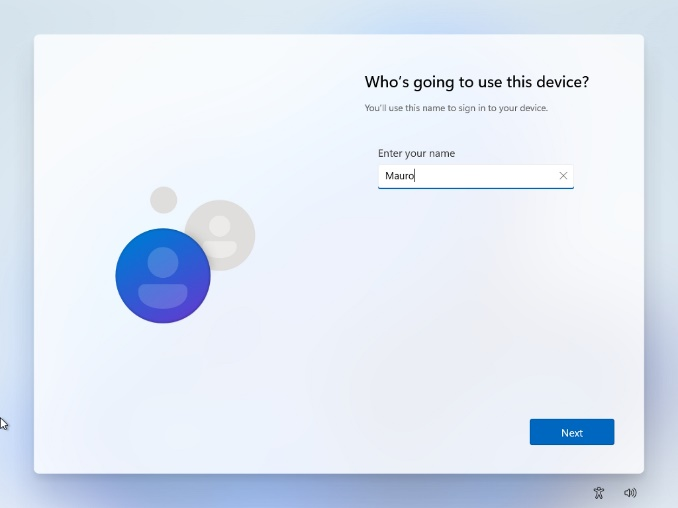 Who's going to use this device?
You'll use this name to sign in to your device.
Enter your name
Mauro
Next